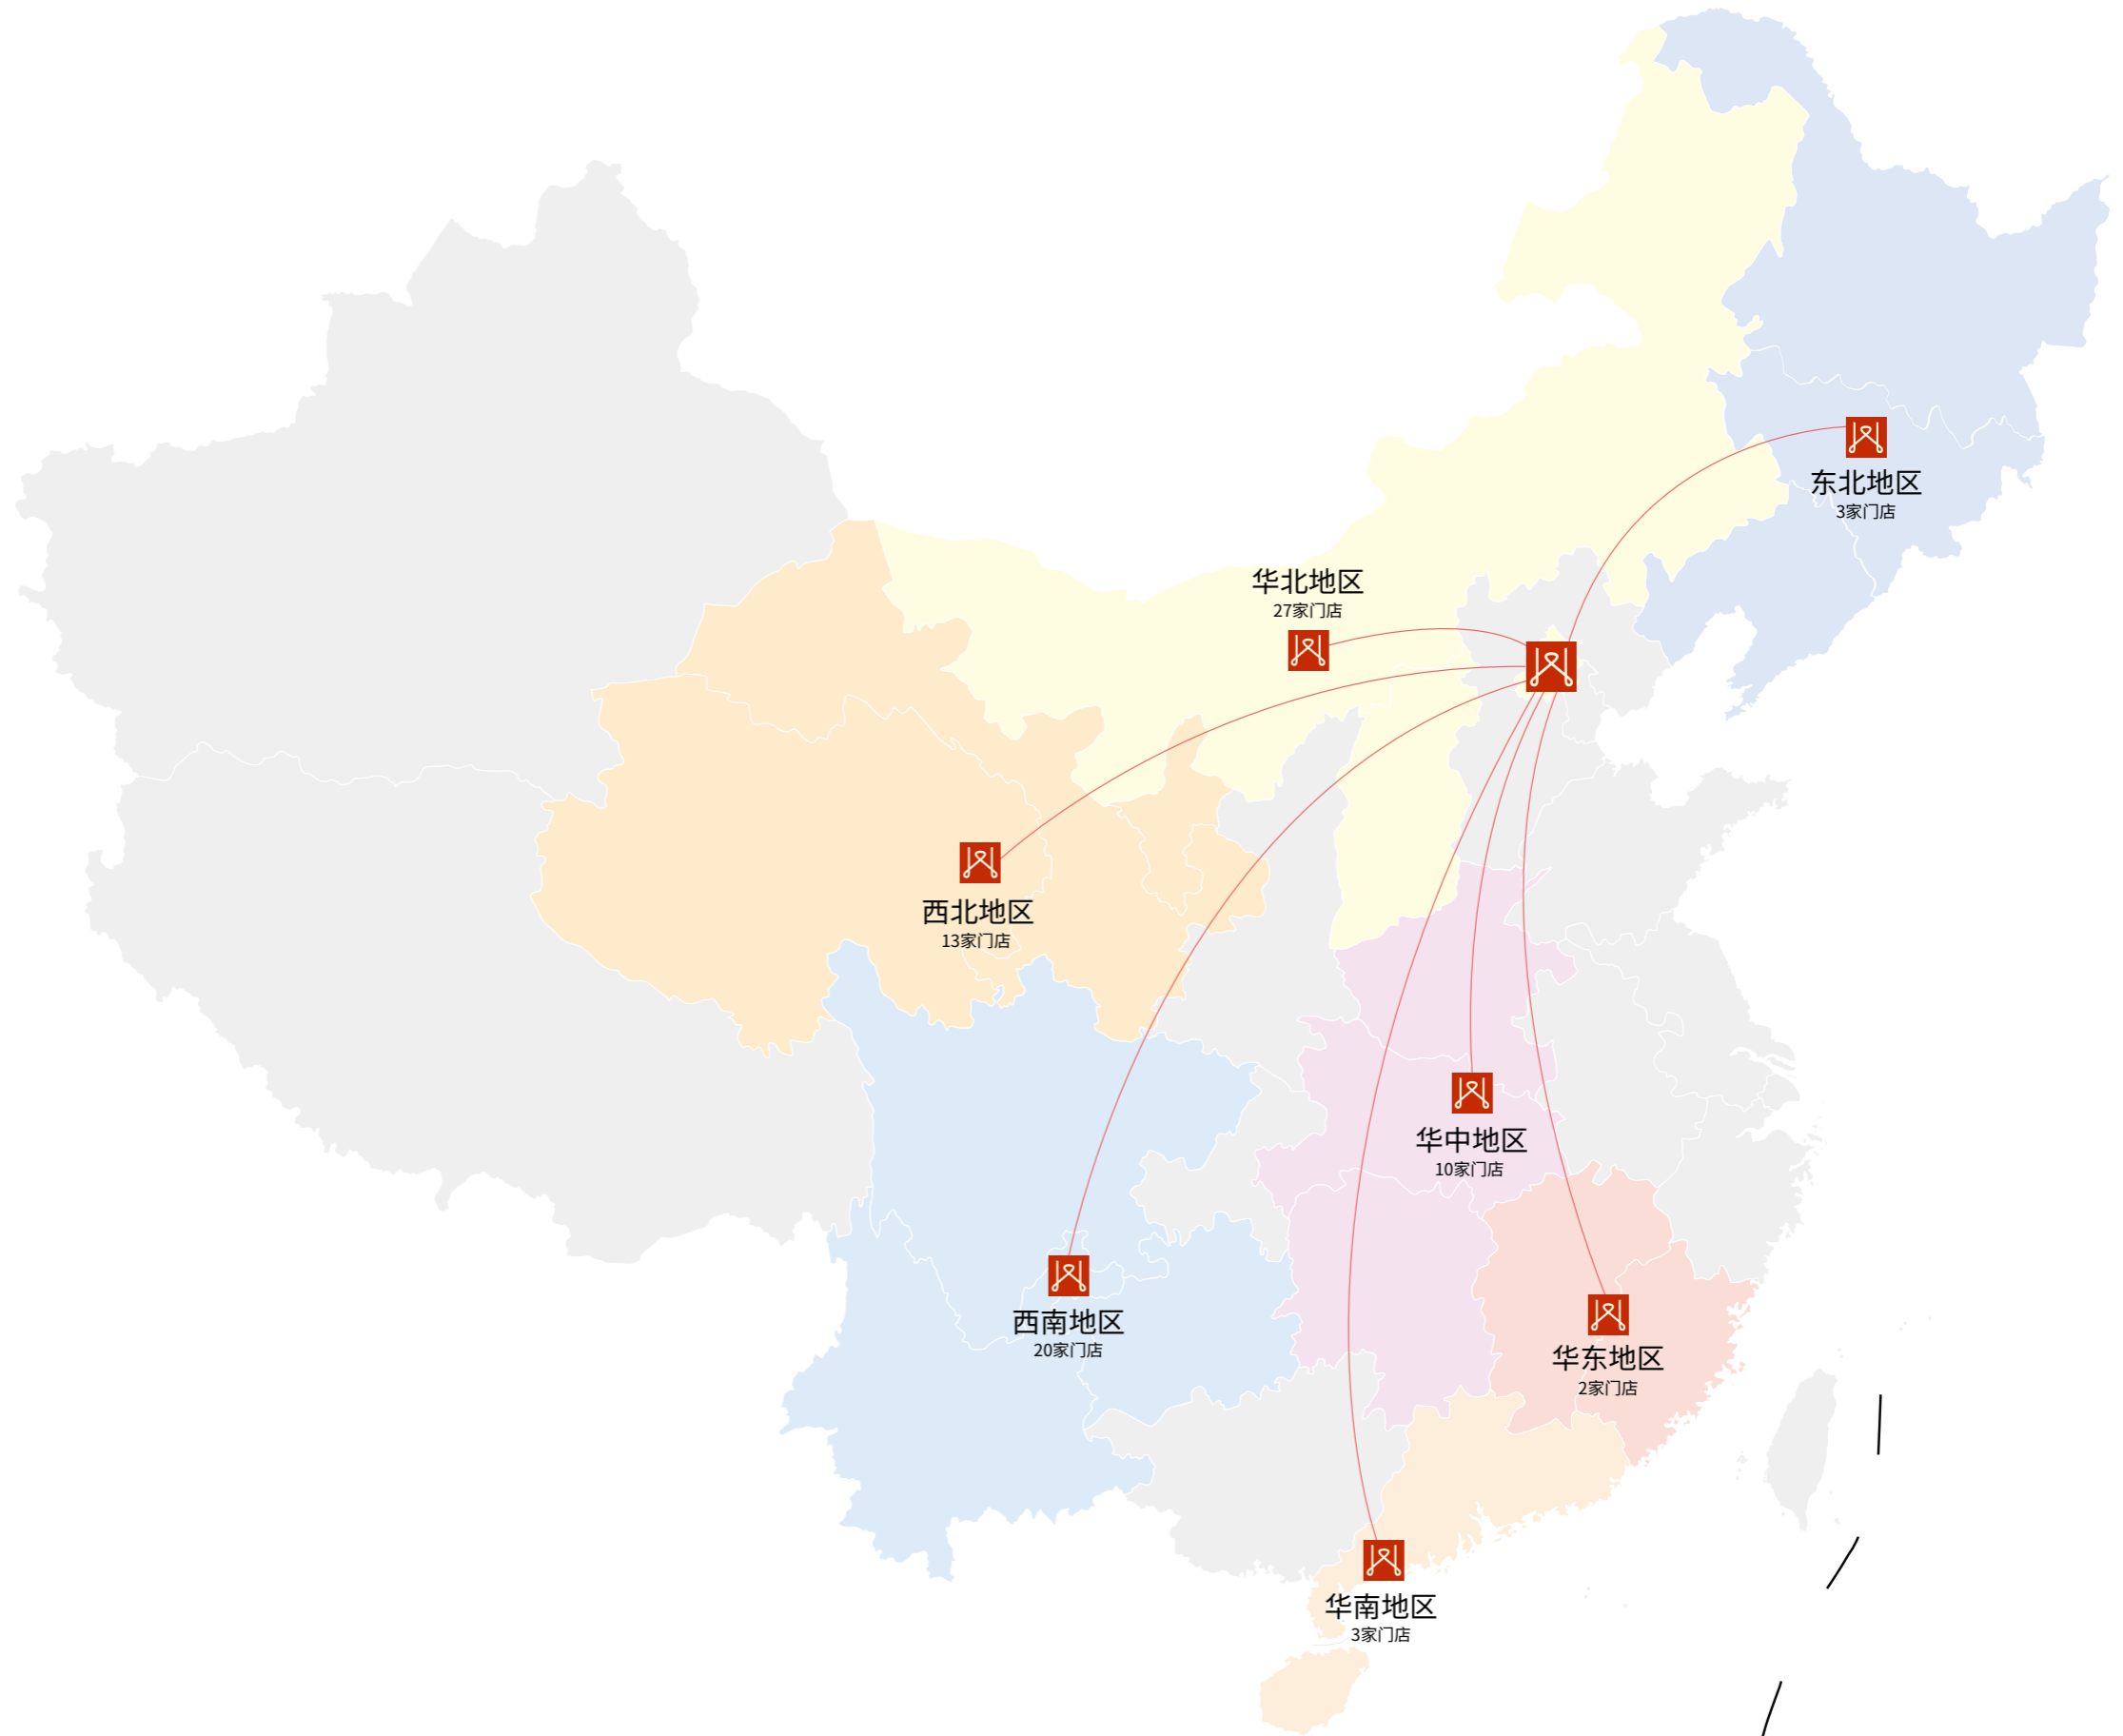 东北地区
3家门店
华北地区
27家门店
西北地区
13家门店
华中地区
10家门店
西南地区
20家门店
华东地区
2家门店
华南地区
3家门店